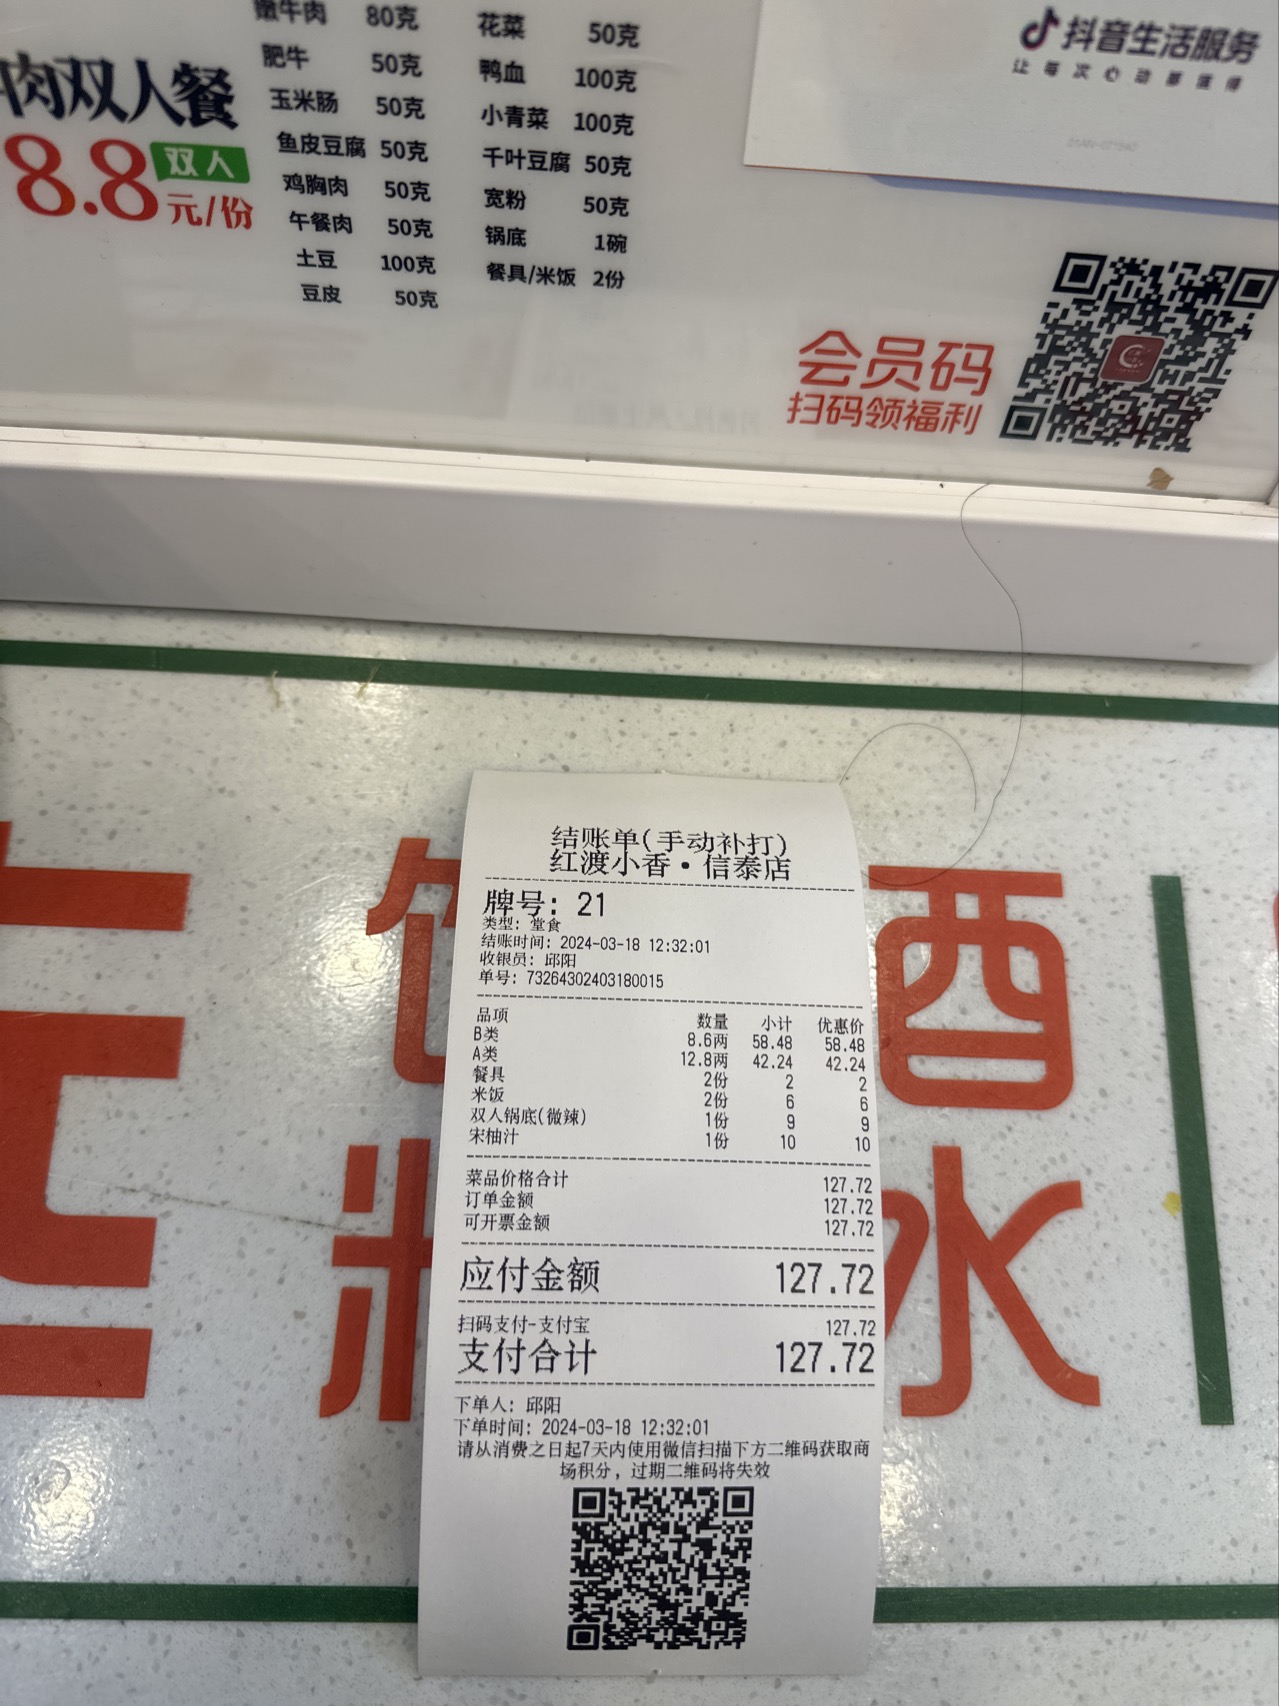 肉双人餐
8.8
双人
元/份
嫩牛肉 80克
肥牛 50克
玉米肠 50克
鱼皮豆腐 50克
鸡胸肉 50克
午餐肉 50克
土豆 100克
豆皮 50克
花菜 50克
鸭血 100克
小青菜 100克
千叶豆腐 50克
宽粉 50克
锅底 1碗
餐具/米饭 2份
抖音生活服务
让每次心动都值得
会员码
扫码领福利
酒
水
结账单(手动补打)
红渡小香·信泰店
牌号: 21
类型: 堂食
结账时间: 2024-03-18 12:32:01
收银员: 邱阳
单号: 73264302403180015
品项 数量 小计 优惠价
B类 8.6两 58.48 58.48
A类 12.8两 42.24 42.24
餐具 2份 2 2
米饭 2份 6 6
双人锅底(微辣) 1份 9 9
宋柚汁 1份 10 10
菜品价格合计 127.72
订单金额 127.72
可开票金额 127.72
应付金额 127.72
扫码支付-支付宝 127.72
支付合计 127.72
下单人: 邱阳
下单时间: 2024-03-18 12:32:01
请从消费之日起7天内使用微信扫描下方二维码获取商
场积分, 过期二维码将失效